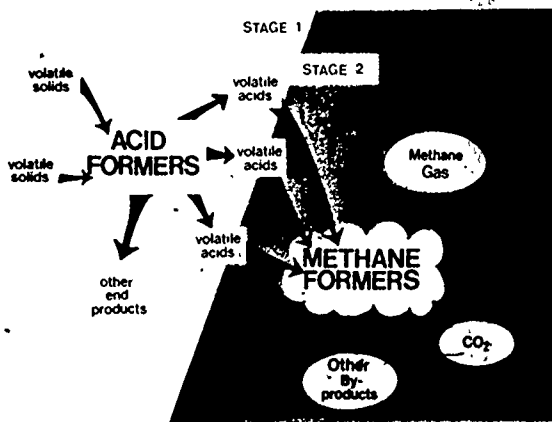 STAGE 1
STAGE 2
volatile
solids
volatile
acids
ACID
FORMERS
volatile
solids
volatile
acids
Methane
Gas
volatile
acids
METHANE
FORMERS
other
end
products
CO₂
Other
By-
products